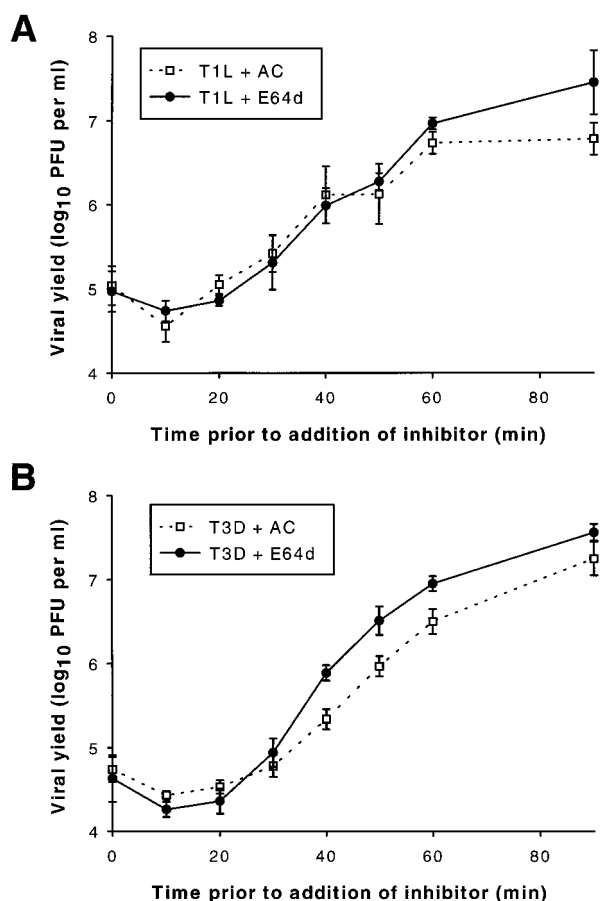 A
8
7
6
5
4
Viral yield (log10 PFU per ml)
T1L + AC
T1L + E64d
0 20 40 60 80
Time prior to addition of inhibitor (min)
B
8
7
6
5
4
Viral yield (log10 PFU per ml)
T3D + AC
T3D + E64d
0 20 40 60 80
Time prior to addition of inhibitor (min)